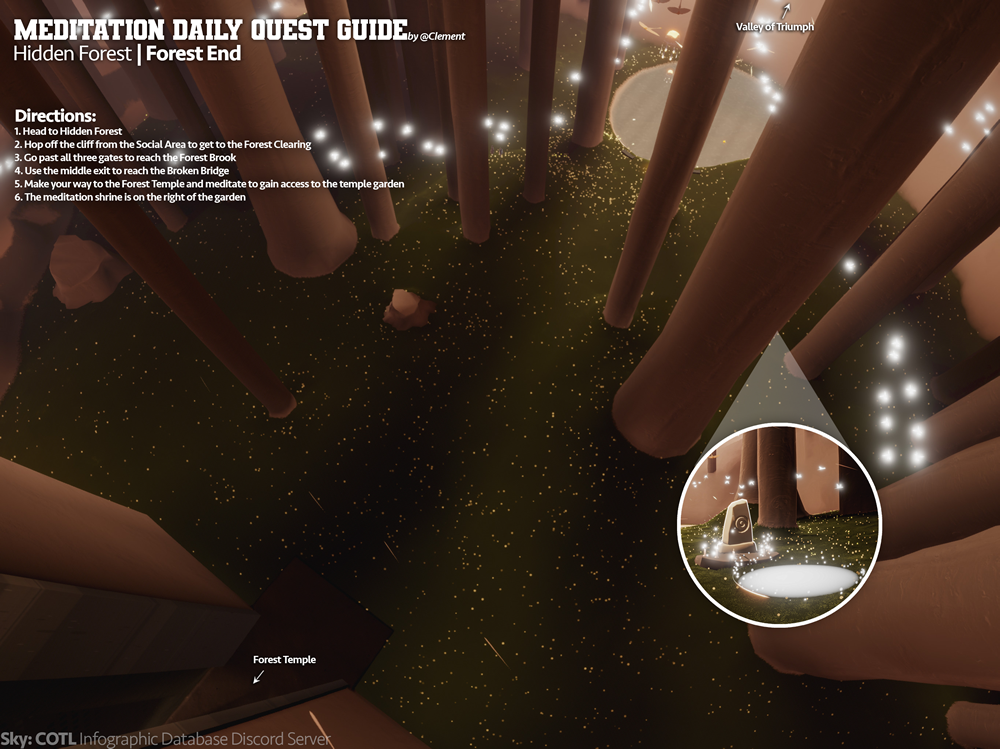 MEDITATION DAILY QUEST GUIDE by @Clement
Hidden Forest | Forest End
Valley of Triumph
Directions:
1. Head to Hidden Forest
2. Hop off the cliff from the Social Area to get to the Forest Clearing
3. Go past all three gates to reach the Forest Brook
4. Use the middle exit to reach the Broken Bridge
5. Make your way to the Forest Temple and meditate to gain access to the temple garden
6. The meditation shrine is on the right of the garden
Forest Temple
Sky: COTL Infographic Database Discord Server